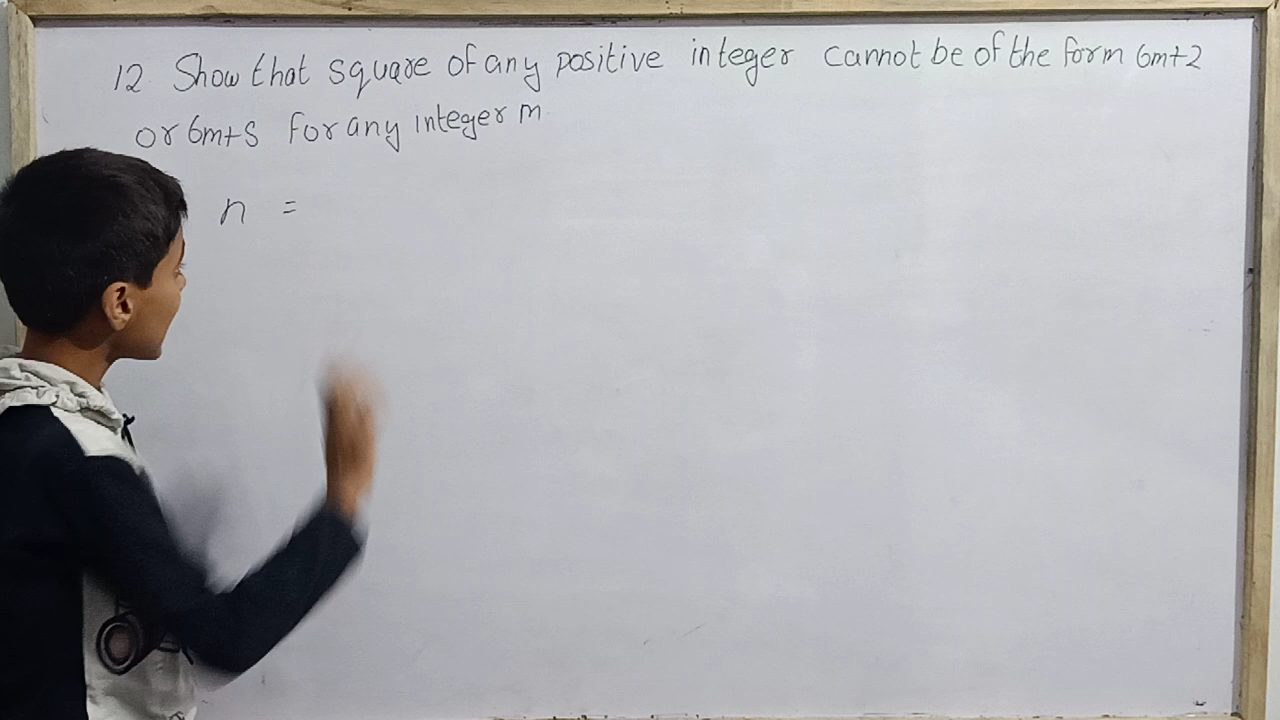 12. Show that square of any positive integer cannot be of the form 6m+2
or 6m+5 for any integer m.
n =